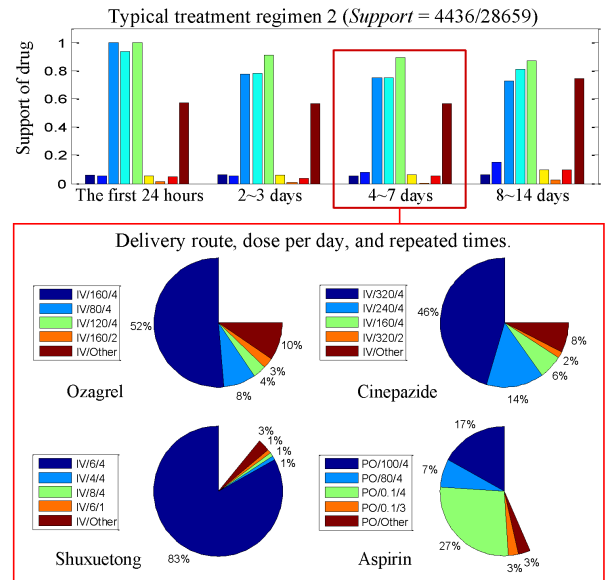 Typical treatment regimen 2 (Support = 4436/28659)
Support of drug
1
0.8
0.6
0.4
0.2
0
The first 24 hours
2~3 days
4~7 days
8~14 days
Delivery route, dose per day, and repeated times.
IV/160/4
IV/80/4
IV/120/4
IV/160/2
IV/Other
52%
10%
3%
4%
8%
Ozagrel
IV/320/4
IV/240/4
IV/160/4
IV/320/2
IV/Other
46%
8%
2%
6%
14%
Cinepazide
IV/6/4
IV/4/4
IV/8/4
IV/6/1
IV/Other
3%
1%
1%
1%
83%
Shuxuetong
PO/100/4
PO/80/4
PO/0.1/4
PO/0.1/3
PO/Other
17%
7%
27%
3%
3%
Aspirin